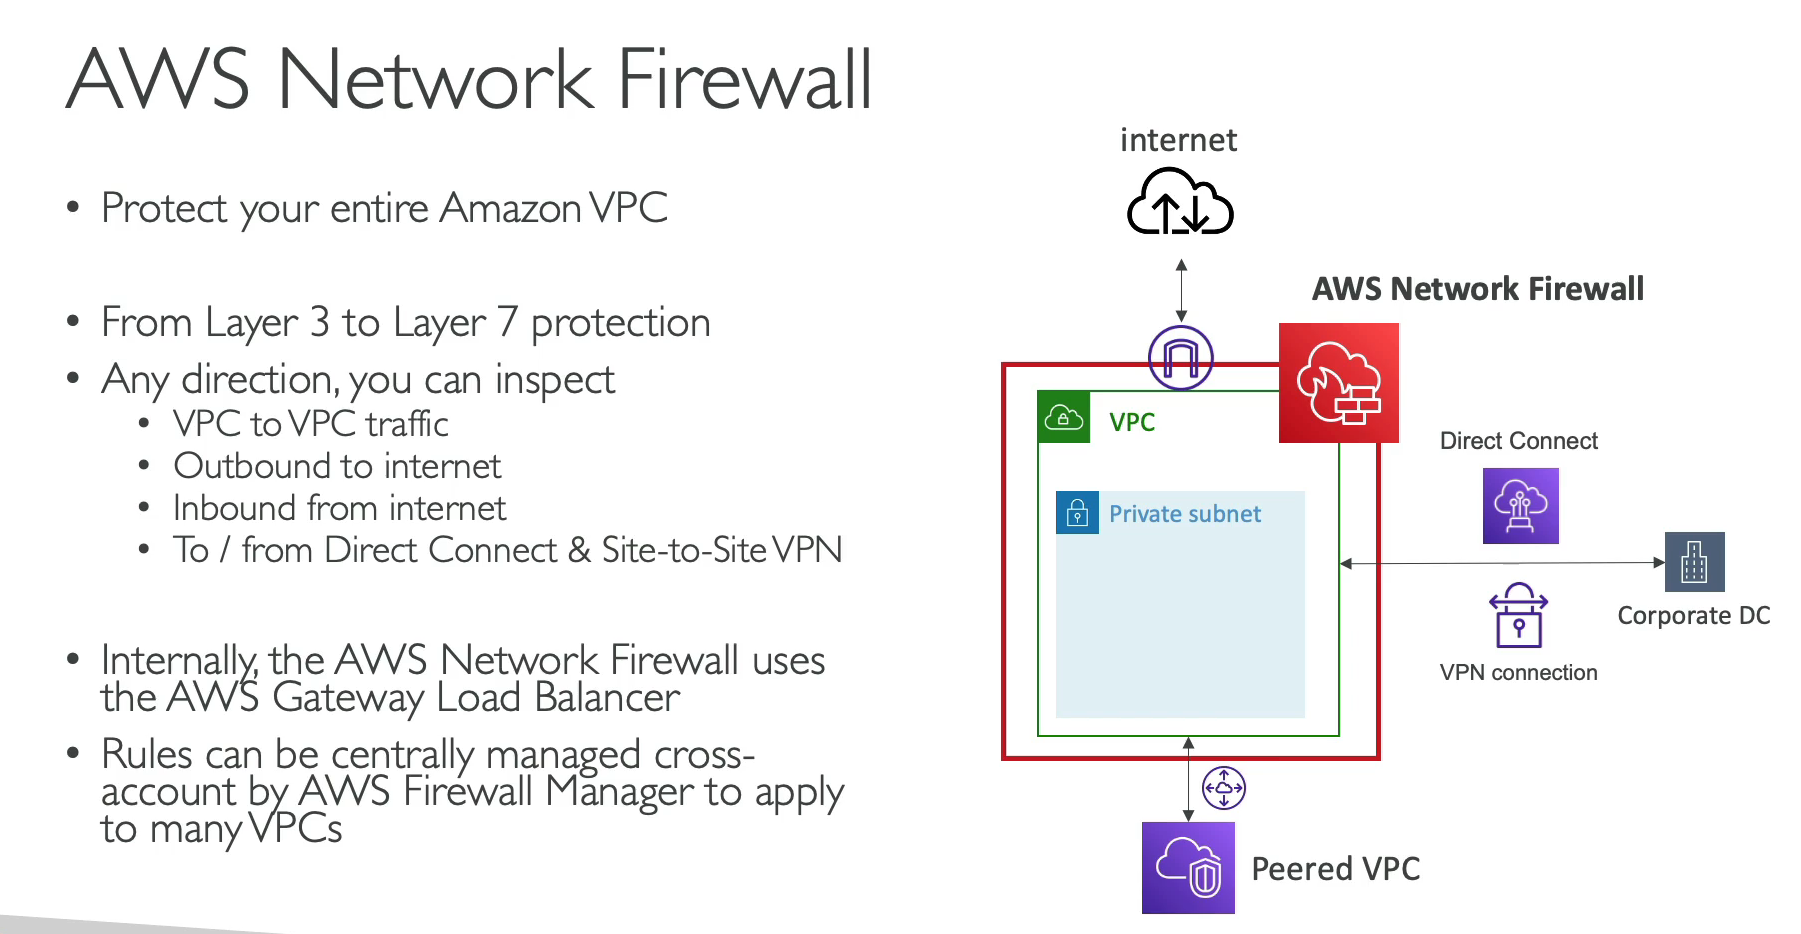 AWS Network Firewall
• Protect your entire Amazon VPC
• From Layer 3 to Layer 7 protection
• Any direction, you can inspect
• VPC to VPC traffic
• Outbound to internet
• Inbound from internet
• To / from Direct Connect & Site-to-Site VPN
• Internally, the AWS Network Firewall uses
the AWS Gateway Load Balancer
• Rules can be centrally managed cross-
account by AWS Firewall Manager to apply
to many VPCs
internet
AWS Network Firewall
VPC
Private subnet
Direct Connect
Corporate DC
VPN connection
Peered VPC